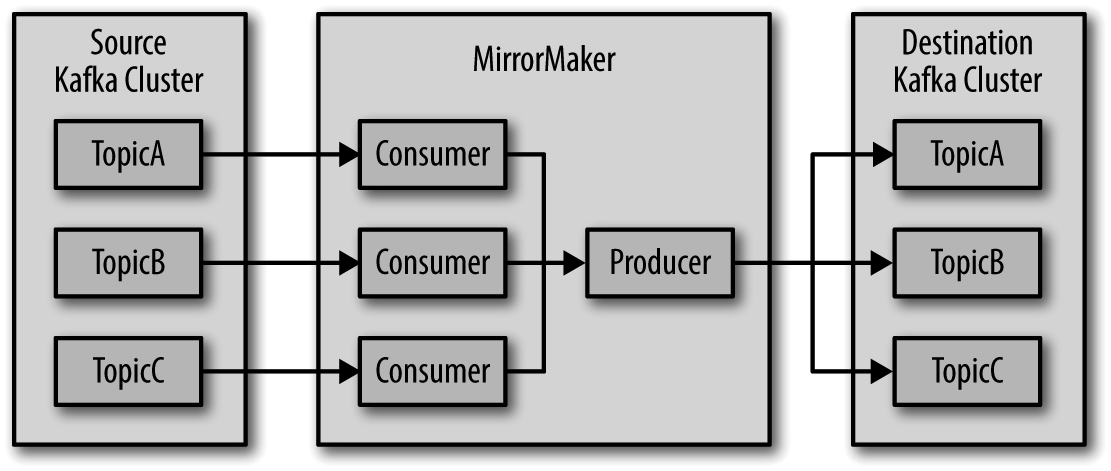 Source
Kafka Cluster
TopicA
TopicB
TopicC
MirrorMaker
Consumer
Consumer
Consumer
Producer
Destination
Kafka Cluster
TopicA
TopicB
TopicC